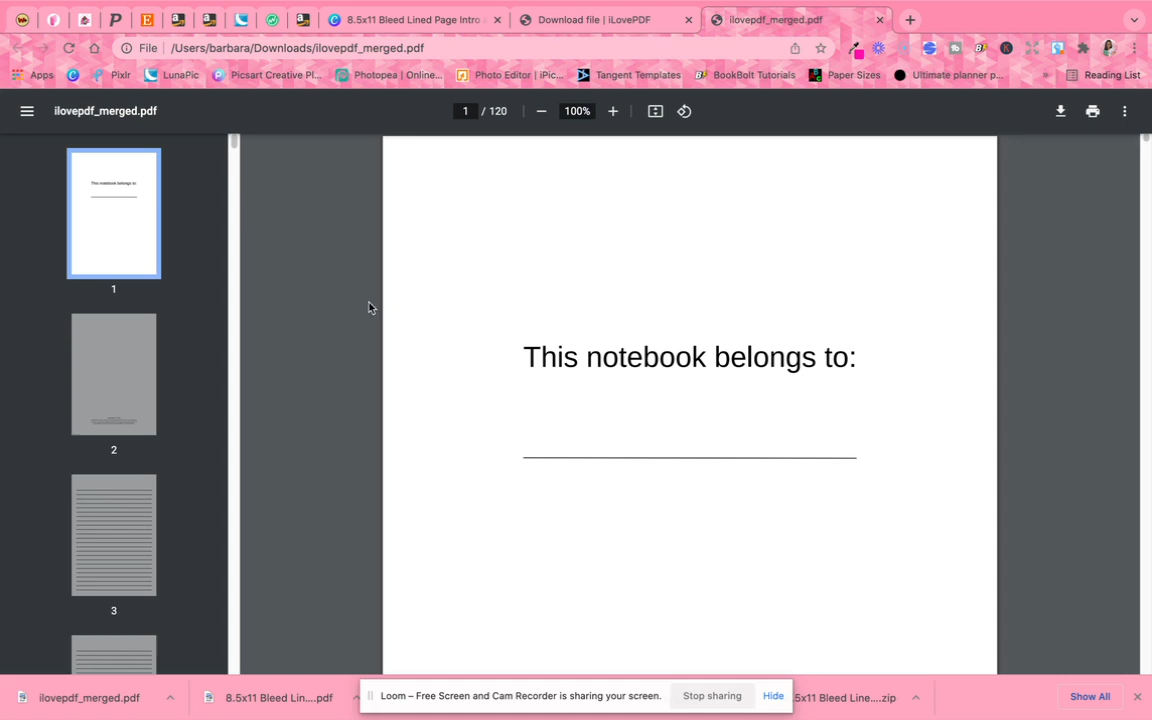 8.5x11 Bleed Lined Page Intro
Download file | iLovePDF
ilovepdf_merged.pdf
File
/Users/barbara/Downloads/ilovepdf_merged.pdf
Apps
Pixlr
LunaPic
Picsart Creative Pl...
Photopea | Online...
Photo Editor | iPic...
Tangent Templates
BookBolt Tutorials
Paper Sizes
Ultimate planner p...
»
Reading List
ilovepdf_merged.pdf
1 / 120
100%
This notebook belongs to:
1
2
3
This notebook belongs to:
ilovepdf_merged.pdf
8.5x11 Bleed Lin....pdf
Loom – Free Screen and Cam Recorder is sharing your screen.
Stop sharing
Hide
5x11 Bleed Line....zip
Show All